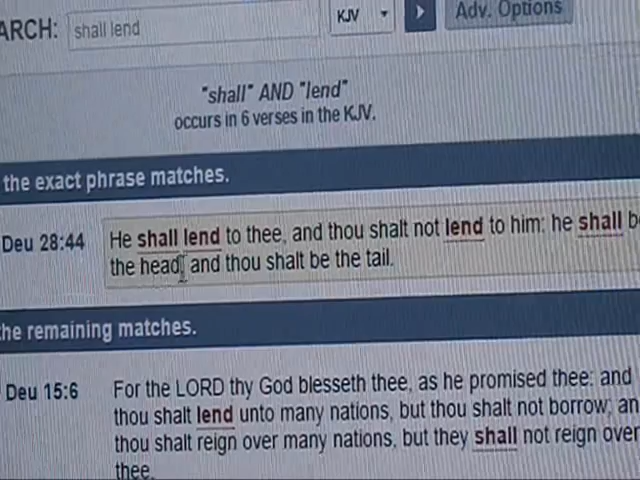 ARCH: shall lend KJV Adv. Options
"shall" AND "lend"
occurs in 6 verses in the KJV.
the exact phrase matches.
Deu 28:44 He shall lend to thee, and thou shalt not lend to him: he shall b
the head, and thou shalt be the tail.
the remaining matches.
Deu 15:6 For the LORD thy God blesseth thee, as he promised thee: and
thou shalt lend unto many nations, but thou shalt not borrow; an
thou shalt reign over many nations, but they shall not reign over
thee.